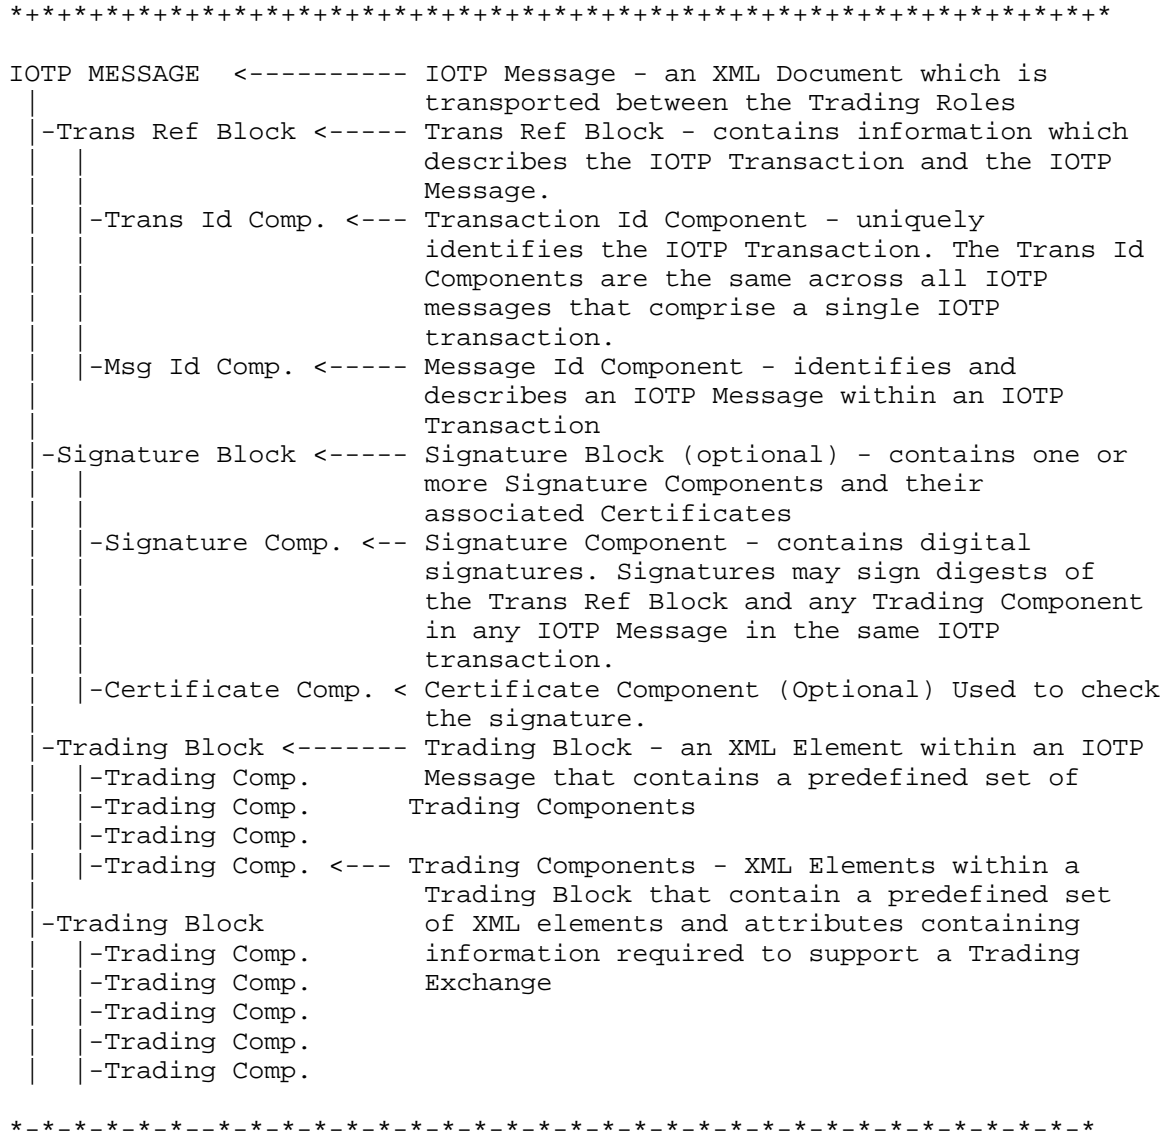 *+*+*+*+*+*+*+*+*+*+*+*+*+*+*+*+*+*+*+*+*+*+*+*+*+*+*+*+*+*+*+*+*+*+*
IOTP MESSAGE  <---------- IOTP Message - an XML Document which is
 |                        transported between the Trading Roles
 |-Trans Ref Block <----- Trans Ref Block - contains information which
 |  |                     describes the IOTP Transaction and the IOTP
 |  |                     Message.
 |  |-Trans Id Comp. <--- Transaction Id Component - uniquely
 |  |                     identifies the IOTP Transaction. The Trans Id
 |  |                     Components are the same across all IOTP
 |  |                     messages that comprise a single IOTP
 |  |                     transaction.
 |  |-Msg Id Comp. <----- Message Id Component - identifies and
 |                        describes an IOTP Message within an IOTP
 |                        Transaction
 |-Signature Block <----- Signature Block (optional) - contains one or
 |  |                     more Signature Components and their
 |  |                     associated Certificates
 |  |-Signature Comp. <-- Signature Component - contains digital
 |  |                     signatures. Signatures may sign digests of
 |  |                     the Trans Ref Block and any Trading Component
 |  |                     in any IOTP Message in the same IOTP
 |  |                     transaction.
 |  |-Certificate Comp. < Certificate Component (Optional) Used to check
 |                        the signature.
 |-Trading Block <------- Trading Block - an XML Element within an IOTP
 |  |-Trading Comp.       Message that contains a predefined set of
 |  |-Trading Comp.      Trading Components
 |  |-Trading Comp.
 |  |-Trading Comp. <--- Trading Components - XML Elements within a
 |                        Trading Block that contain a predefined set
 |-Trading Block          of XML elements and attributes containing
 |  |-Trading Comp.       information required to support a Trading
 |  |-Trading Comp.       Exchange
 |  |-Trading Comp.
 |  |-Trading Comp.
 |  |-Trading Comp.
*-*-*-*-*-*--*-*-*-*-*-*-*-*-*-*-*-*-*-*-*-*-*-*-*-*-*-*-*-*-*-*-*-*